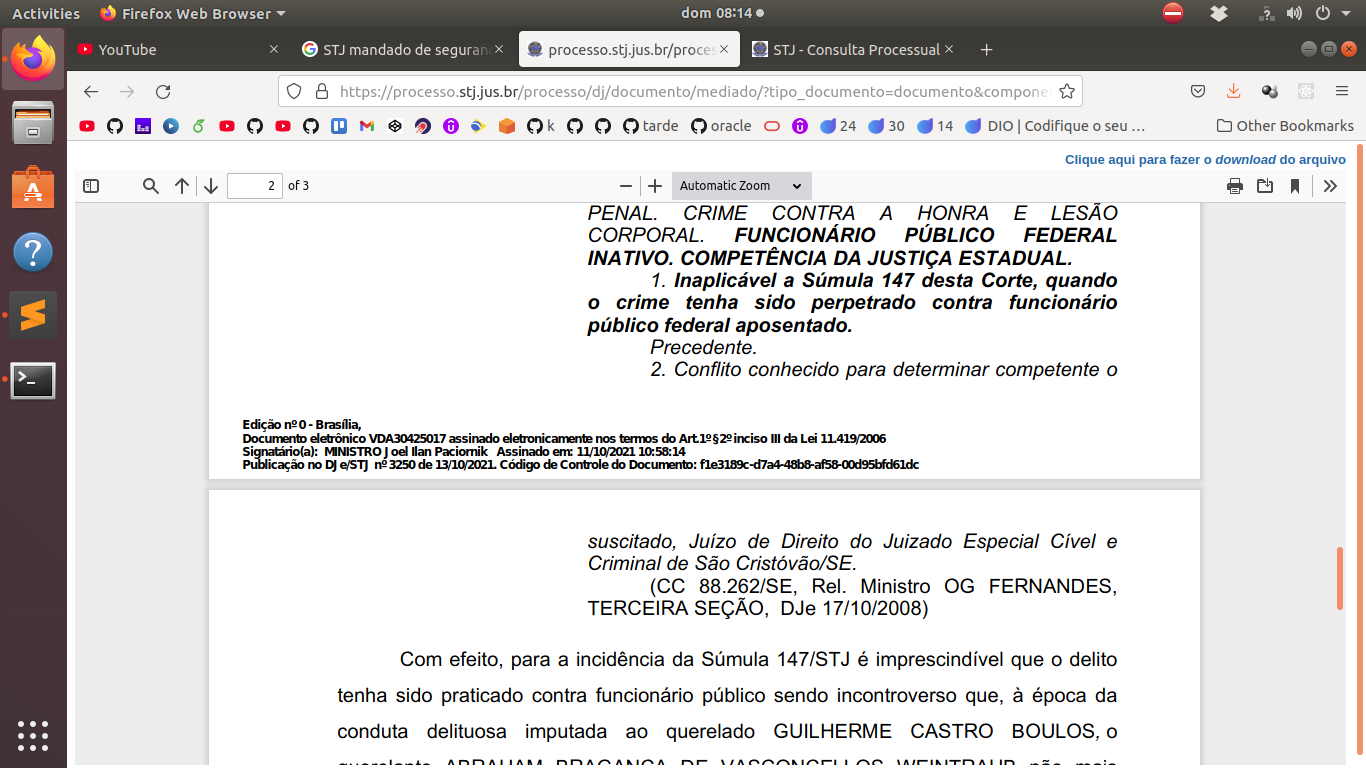 Activities Firefox Web Browser dom 08:14
YouTube
STJ mandado de seguran
processo.stj.jus.br/proces
STJ - Consulta Processual
https://processo.stj.jus.br/processo/dj/documento/mediado/?tipo_documento=documento&compone
k tarde oracle 24 30 14 DIO | Codifique o seu ... Other Bookmarks
Clique aqui para fazer o download do arquivo
2 of 3 Automatic Zoom
PENAL. CRIME CONTRA A HONRA E LESÃO
CORPORAL. FUNCIONÁRIO PÚBLICO FEDERAL
INATIVO. COMPETÊNCIA DA JUSTIÇA ESTADUAL.
1. Inaplicável a Súmula 147 desta Corte, quando
o crime tenha sido perpetrado contra funcionário
público federal aposentado.
Precedente.
2. Conflito conhecido para determinar competente o
Edição nº 0 - Brasília,
Documento eletrônico VDA30425017 assinado eletronicamente nos termos do Art.1º §2º inciso III da Lei 11.419/2006
Signatário(a): MINISTRO Joel Ilan Paciornik Assinado em: 11/10/2021 10:58:14
Publicação no DJe/STJ nº 3250 de 13/10/2021. Código de Controle do Documento: f1e3189c-d7a4-48b8-af58-00d95bfd61dc
suscitado, Juízo de Direito do Juizado Especial Cível e
Criminal de São Cristóvão/SE.
(CC 88.262/SE, Rel. Ministro OG FERNANDES,
TERCEIRA SEÇÃO, DJe 17/10/2008)
Com efeito, para a incidência da Súmula 147/STJ é imprescindível que o delito
tenha sido praticado contra funcionário público sendo incontroverso que, à época da
conduta delituosa imputada ao querelado GUILHERME CASTRO BOULOS, o
querelante ABRAHAM BRAGANÇA DE VASCONCELLOS WEINTRAUB não mais